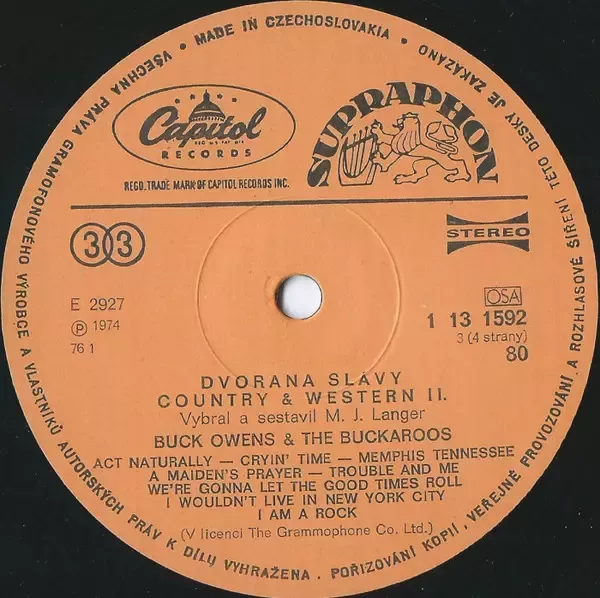 VŠECHNA PRÁVA GRAMOFONOVÉHO VÝROBCE A VLASTNÍKŮ AUTORSKÝCH PRÁV K DÍLU VYHRAŽENA . POŘIZOVÁNÍ KOPIÍ, VEŘEJNÉ PROVOZOVÁNÍ A ROZHLASOVÉ ŠÍŘENÍ TÉTO DESKY JE ZAKÁZÁNO • MADE IN CZECHOSLOVAKIA •
Capitol
RECORDS
REGD. TRADE MARK OF CAPITOL RECORDS INC.
SUPRAPHON
33
STEREO
E 2927
OSA
Ⓟ 1974
1 13 1592
76 1
3 (4 strany)
80
DVORANA SLÁVY
COUNTRY & WESTERN II.
Vybral a sestavil M. J. Langer
BUCK OWENS & THE BUCKAROOS
ACT NATURALLY — CRYIN' TIME — MEMPHIS TENNESSEE
A MAIDEN'S PRAYER — TROUBLE AND ME
WE'RE GONNA LET THE GOOD TIMES ROLL
I WOULDN'T LIVE IN NEW YORK CITY
I AM A ROCK
(V licenci The Grammophone Co. Ltd.)